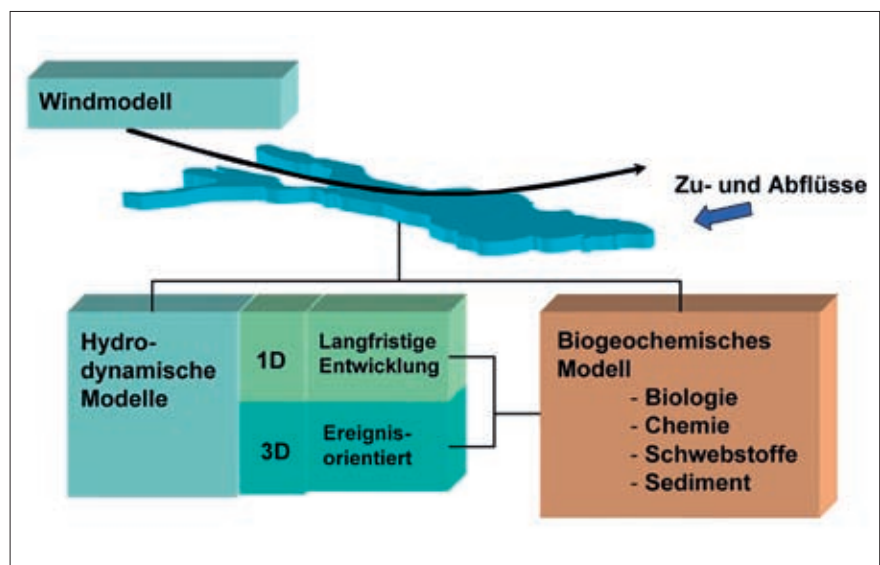 Windmodell
Zu- und Abflüsse
Hydro-
dynamische
Modelle
1D
Langfristige
Entwicklung
3D
Ereignis-
orientiert
Biogeochemisches
Modell
- Biologie
- Chemie
- Schwebstoffe
- Sediment